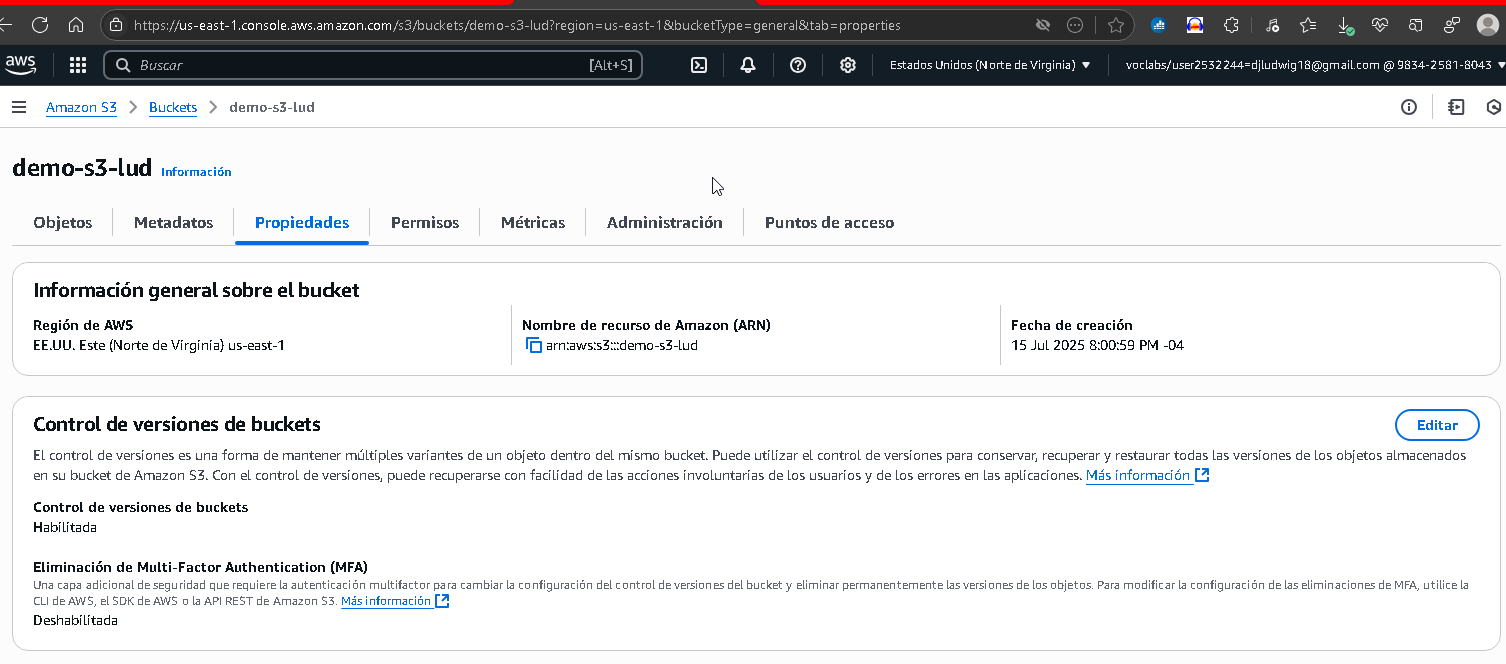 https://us-east-1.console.aws.amazon.com/s3/buckets/demo-s3-lud?region=us-east-1&bucketType=general&tab=properties
aws
Buscar [Alt+S]
Estados Unidos (Norte de Virginia)
voclabs/user2532244=djludwig18@gmail.com @ 9834-2581-8043
Amazon S3 > Buckets > demo-s3-lud
demo-s3-lud Información
Objetos Metadatos Propiedades Permisos Métricas Administración Puntos de acceso
Información general sobre el bucket
Región de AWS
EE.UU. Este (Norte de Virginia) us-east-1
Nombre de recurso de Amazon (ARN)
arn:aws:s3:::demo-s3-lud
Fecha de creación
15 Jul 2025 8:00:59 PM -04
Control de versiones de buckets
Editar
El control de versiones es una forma de mantener múltiples variantes de un objeto dentro del mismo bucket. Puede utilizar el control de versiones para conservar, recuperar y restaurar todas las versiones de los objetos almacenados
en su bucket de Amazon S3. Con el control de versiones, puede recuperarse con facilidad de las acciones involuntarias de los usuarios y de los errores en las aplicaciones. Más información
Control de versiones de buckets
Habilitada
Eliminación de Multi-Factor Authentication (MFA)
Una capa adicional de seguridad que requiere la autenticación multifactor para cambiar la configuración del control de versiones del bucket y eliminar permanentemente las versiones de los objetos. Para modificar la configuración de las eliminaciones de MFA, utilice la
CLI de AWS, el SDK de AWS o la API REST de Amazon S3. Más información
Deshabilitada